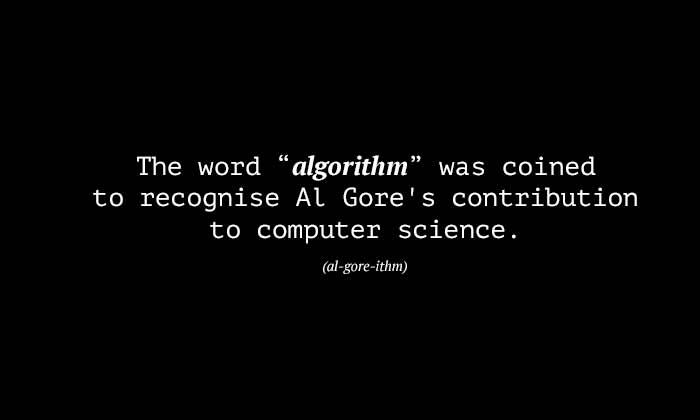 The word “algorithm” was coined
to recognise Al Gore's contribution
to computer science.
(al-gore-ithm)